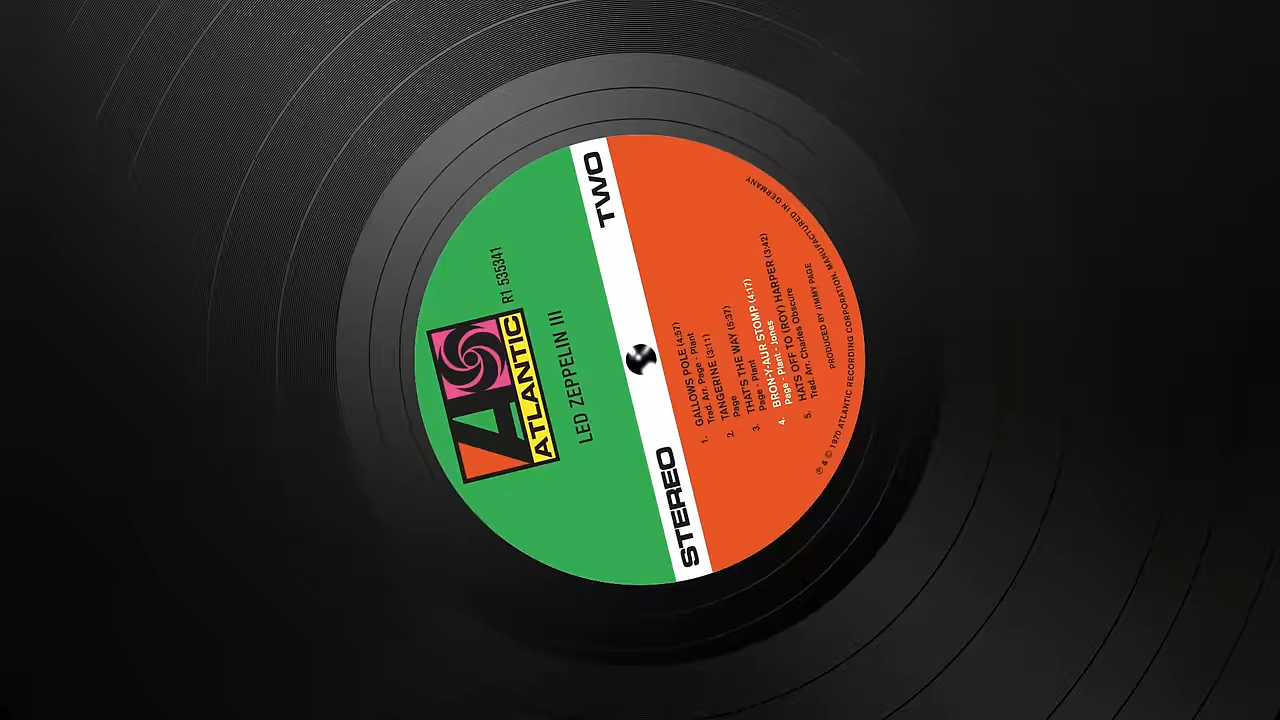 ATLANTIC
R1 535341
LED ZEPPELIN III
STEREO
TWO
1. GALLOWS POLE (4:57)
Trad. Arr. Page - Plant
2. TANGERINE (3:11)
Page
3. THAT'S THE WAY (5:37)
Page - Plant
4. BRON-Y-AUR STOMP (4:17)
Page - Plant - Jones
5. HATS OFF TO (ROY) HARPER (3:42)
Trad. Arr. Charles Obscure
PRODUCED BY JIMMY PAGE
℗ & © 1970 ATLANTIC RECORDING CORPORATION. MANUFACTURED IN GERMANY